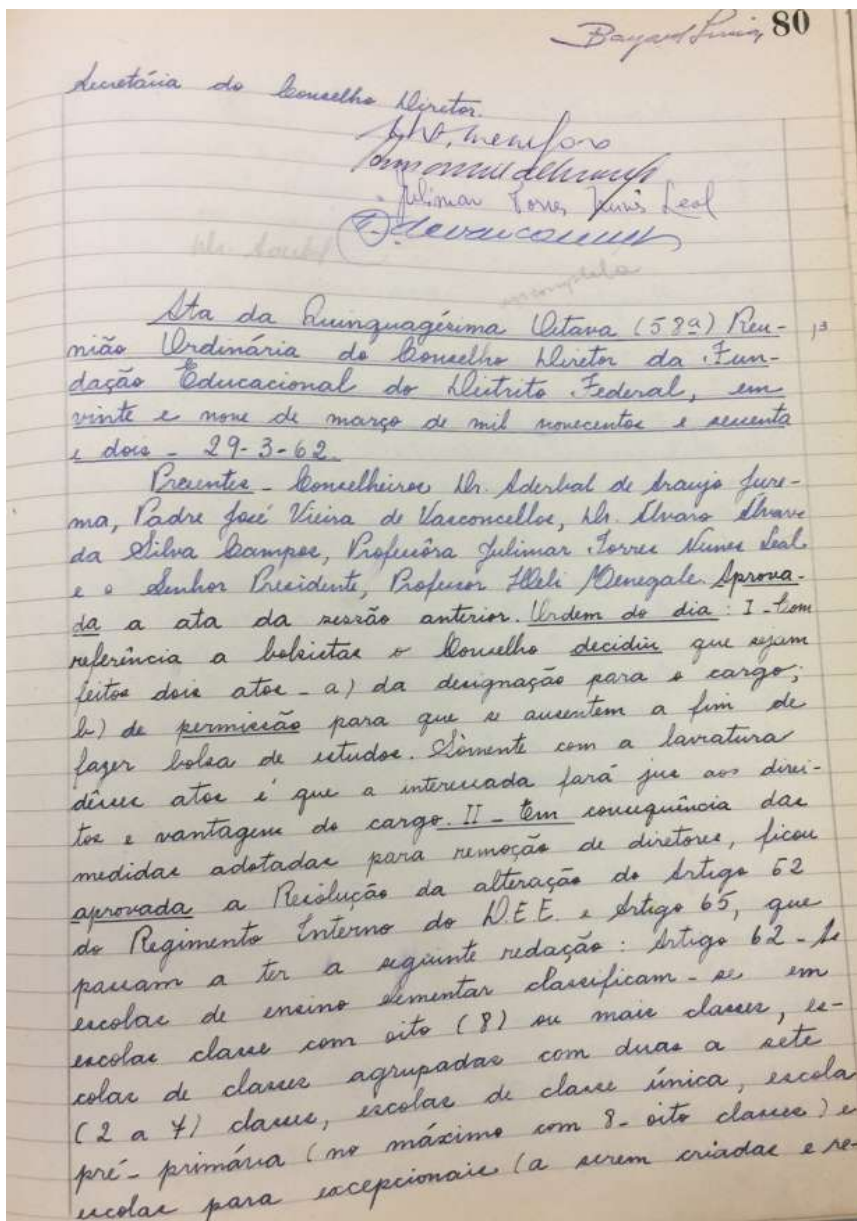 80
Secretária do Conselho Diretor.
Julimar Torres Nunes Leal
incompleta
Ata da Quinquagésima Oitava (58ª) Reu-
nião Ordinária do Conselho Diretor da Fun-
dação Educacional do Distrito Federal, em
vinte e nove de março de mil novecentos e sessenta
e dois - 29-3-62.
Presentes - Conselheiros Dr. Aderbal de Araujo Jure-
ma, Padre José Vieira de Vasconcellos, Dr. Alvaro Alvares
da Silva Campos, Professôra Julimar Torres Nunes Leal
e o Senhor Presidente, Professor Heli Menegale. Aprova-
da a ata da sessão anterior. Ordem do dia: I - Com
referência a bolsistas o Conselho decidiu que sejam
feitos dois atos - a) da designação para o cargo;
b) de permissão para que se ausentem a fim de
fazer bolsa de estudos. Sòmente com a lavratura
dêsses atos é que a interessada fará jus aos direi-
tos e vantagens do cargo. II - Em consequência das
medidas adotadas para remoção de diretores, ficou
aprovada a Resolução da alteração do Artigo 62
do Regimento Interno do D.E.E. e Artigo 65, que
passam a ter a seguinte redação: Artigo 62 - As
escolas de ensino elementar classificam-se em
escolas classe com oito (8) ou mais classes, es-
colas de classes agrupadas com duas a sete
(2 a 7) classes, escolas de classe única, escola
pré-primária (no máximo com 8-oito classes) e
escolas para excepcionais (a serem criadas e re-